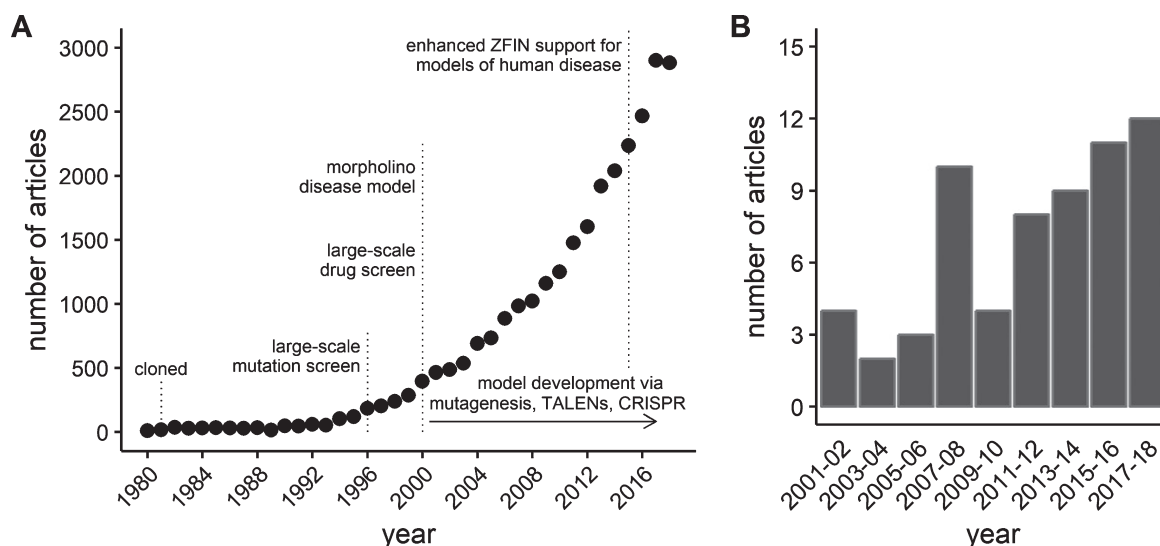 A
number of articles
3000
2500
2000
1500
1000
500
0
enhanced ZFIN support for
models of human disease
morpholino
disease model
large-scale
drug screen
large-scale
mutation screen
cloned
model development via
mutagenesis, TALENs, CRISPR
1980
1984
1988
1992
1996
2000
2004
2008
2012
2016
year
B
number of articles
15
12
9
6
3
0
2001-02
2003-04
2005-06
2007-08
2009-10
2011-12
2013-14
2015-16
2017-18
year